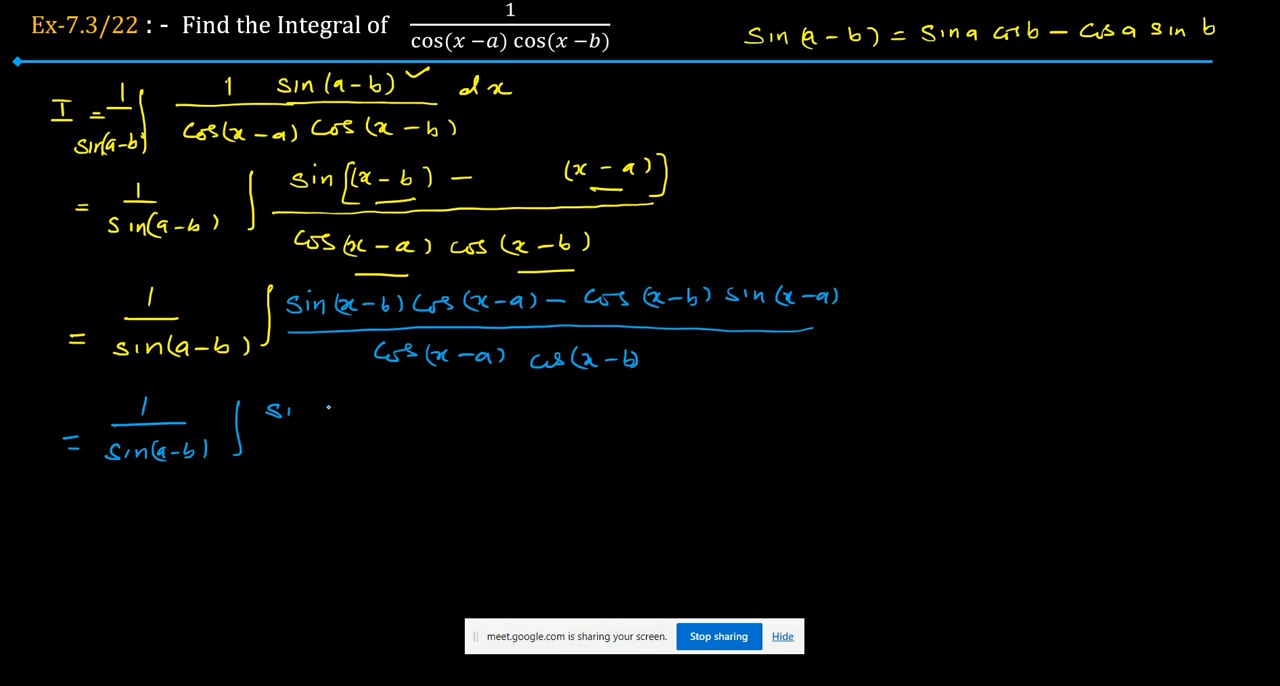 Ex-7.3/22 : - Find the Integral of 1 / cos(x −a) cos(x −b)
sin (a - b) = sin a cos b - cos a sin b
I = 1/sin(a-b) ∫ 1 sin(a-b) ✓ / cos(x-a) cos(x-b) dx
= 1/sin(a-b) ∫ sin[(x-b) - (x-a)] / cos(x-a) cos(x-b)
= 1/sin(a-b) ∫ sin(x-b) cos(x-a) - cos(x-b) sin(x-a) / cos(x-a) cos(x-b)
= 1/sin(a-b) ∫ si
meet.google.com is sharing your screen. Stop sharing Hide